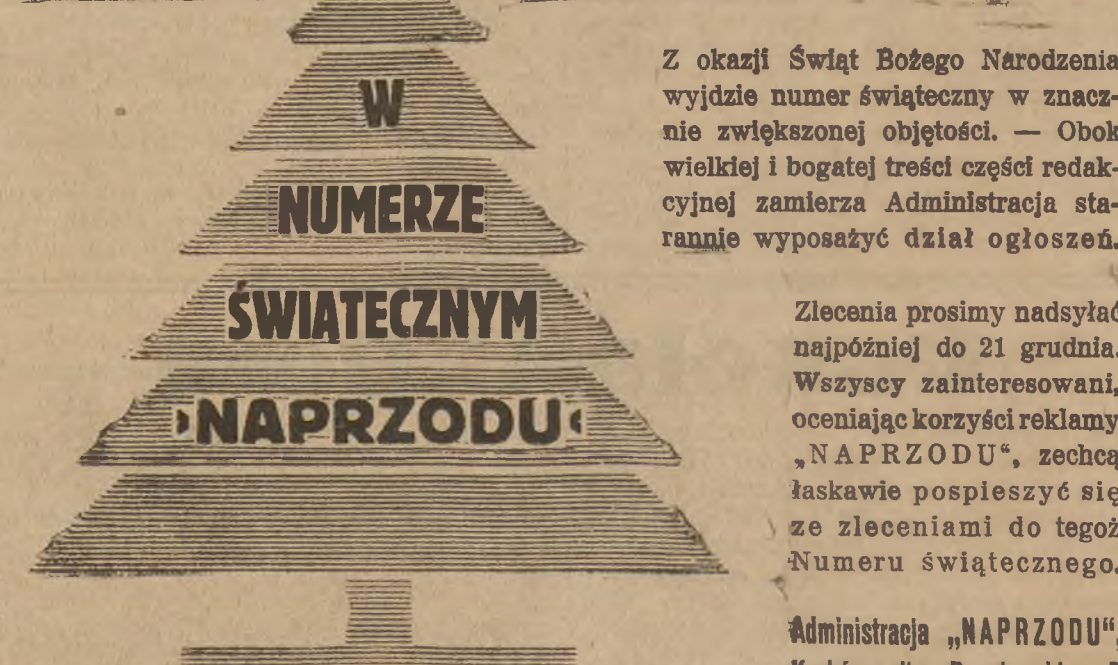 W
NUMERZE
ŚWIĄTECZNYM
›NAPRZODU‹
Z okazji Świąt Bożego Narodzenia
wyjdzie numer świąteczny w znacz-
nie zwiększonej objętości. — Obok
wielkiej i bogatej treści części redak-
cyjnej zamierza Administracja sta-
rannie wyposażyć dział ogłoszeń.
Zlecenia prosimy nadsyłać
najpóźniej do 21 grudnia.
Wszyscy zainteresowani,
oceniając korzyści reklamy
„NAPRZODU“, zechcą
łaskawie pospieszyć się
ze zleceniami do tegoż
Numeru świątecznego.
Administracja „NAPRZODU“,